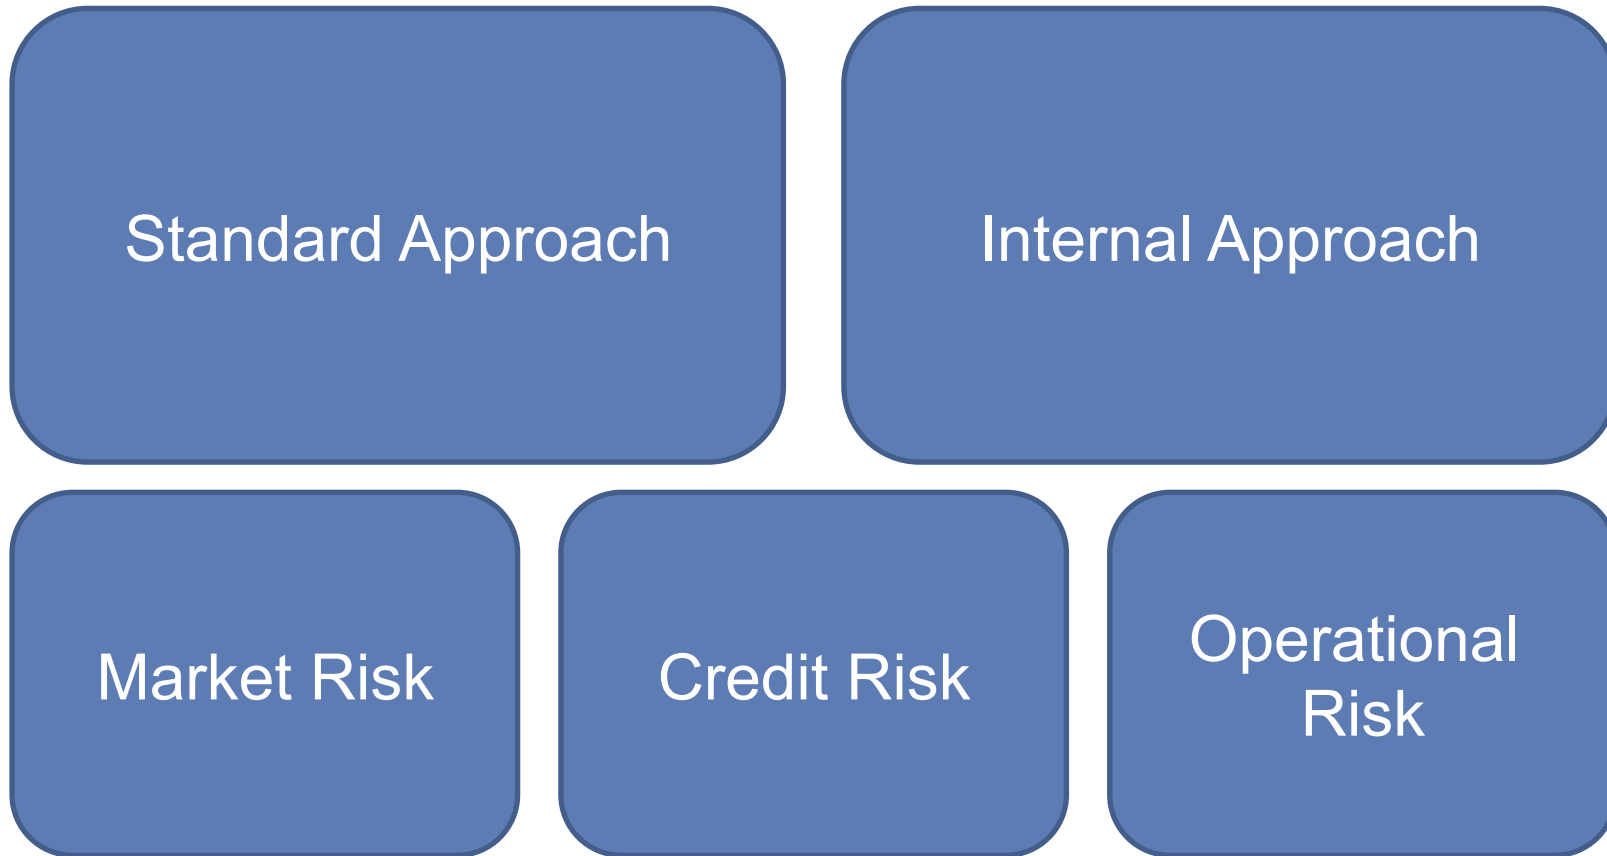 Standard Approach
Internal Approach
Market Risk
Credit Risk
Operational
Risk